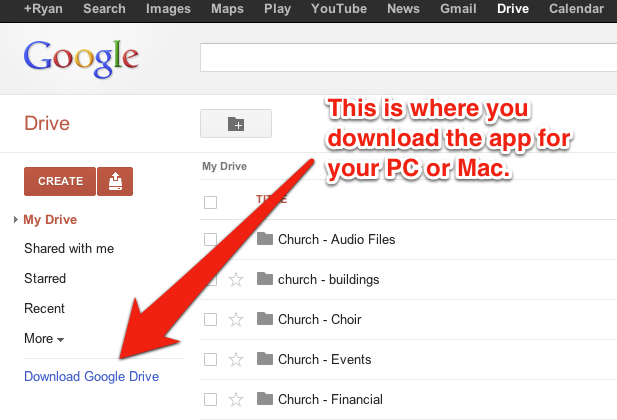 +Ryan Search Images Maps Play YouTube News Gmail Drive Calendar
Google
Drive
This is where you
download the app for
your PC or Mac.
My Drive
CREATE
TITLE
My Drive
Shared with me
Starred
Recent
More
Download Google Drive
Church - Audio Files
church - buildings
Church - Choir
Church - Events
Church - Financial